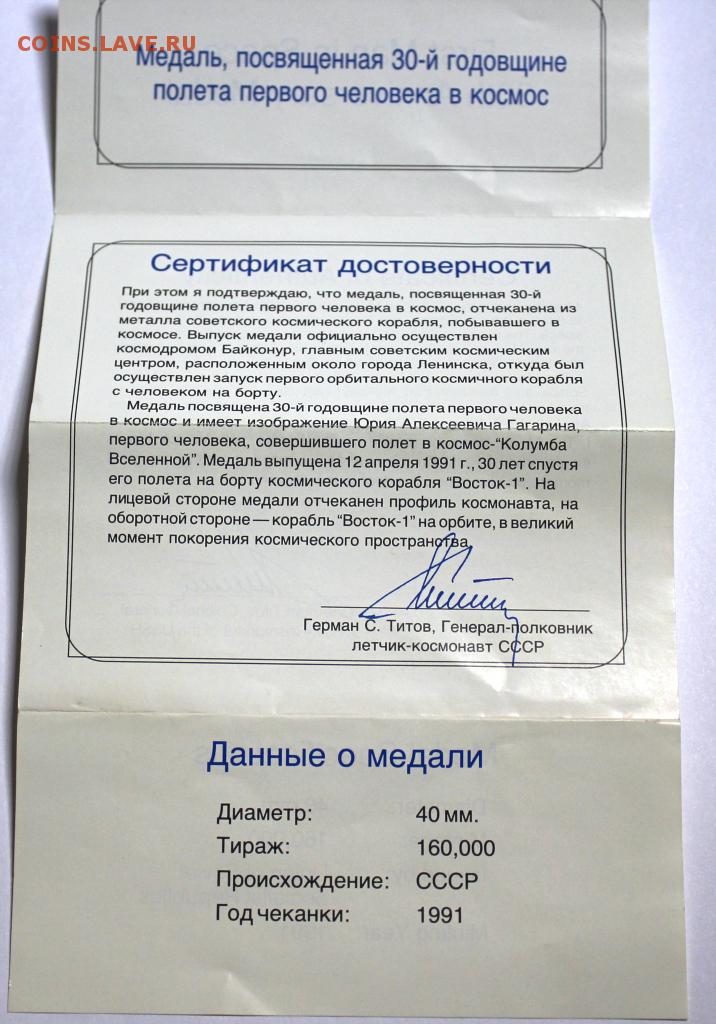 COINS.LAVE.RU
Медаль, посвященная 30-й годовщине
полета первого человека в космос
Сертификат достоверности
При этом я подтверждаю, что медаль, посвященная 30-й
годовщине полета первого человека в космос, отчеканена из
металла советского космического корабля, побывавшего в
космосе. Выпуск медали официально осуществлен
космодромом Байконур, главным советским космическим
центром, расположенным около города Ленинска, откуда был
осуществлен запуск первого орбитального космичного корабля
с человеком на борту.
Медаль посвящена 30-й годовщине полета первого человека
в космос и имеет изображение Юрия Алексеевича Гагарина,
первого человека, совершившего полет в космос-“Колумба
Вселенной”. Медаль выпущена 12 апреля 1991 г., 30 лет спустя
его полета на борту космического корабля “Восток-1”. На
лицевой стороне медали отчеканен профиль космонавта, на
оборотной стороне — корабль “Восток-1” на орбите, в великий
момент покорения космического пространства.
Герман С. Титов, Генерал-полковник
летчик-космонавт СССР
Данные о медали
Диаметр: 40 мм.
Тираж: 160,000
Происхождение: СССР
Год чеканки: 1991